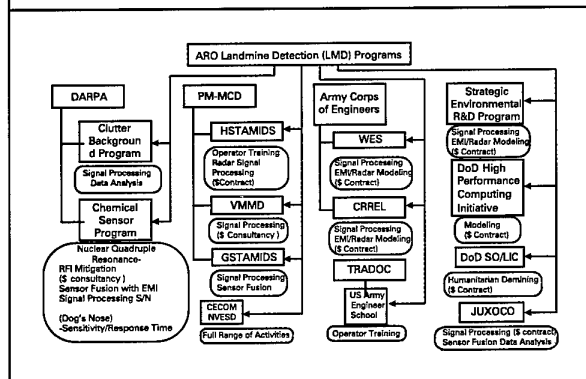 ARO Landmine Detection (LMD) Programs
DARPA
Clutter
Backgroun
d Program
Signal Processing
Data Analysis
Chemical
Sensor
Program
Nuclear Quadruple
Resonance-
RFI Mitigation
($ consultancy )
Sensor Fusion with EMI
Signal Processing S/N
(Dog's Nose)
-Sensitivity/Response Time
PM-MCD
HSTAMIDS
Operator Training
Radar Signal
Processing
($Contract)
VMMD
Signal Processing
($ Consultancy )
GSTAMIDS
Signal Processing
Sensor Fusion
CECOM
NVESD
Full Range of Activities
Army Corps
of Engineers
WES
Signal Processing
EMI/Radar Modeling
($ Contract)
CRREL
Signal Processing
EMI/Radar Modeling
($ Contract)
TRADOC
US Army
Engineer
School
Operator Training
Strategic
Environmental
R&D Program
Signal Processing
EMI/Radar Modeling
($ Contract)
DoD High
Performance
Computing
Initiative
Modeling
($ Contract)
DoD SO/LIC
Humanitarian Demining
($ Contract)
JUXOCO
Signal Processing ($ contract)
Sensor Fusion Data Analysis